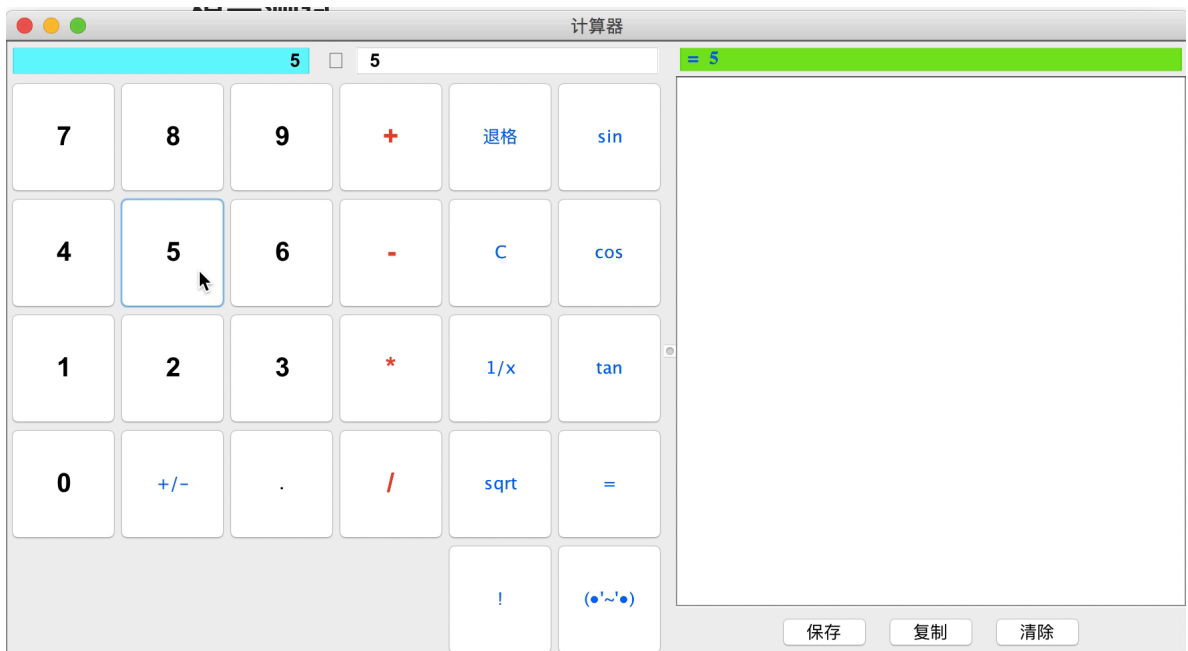 计算器
5 5 = 5
7 8 9 + 退格 sin
4 5 6 - C cos
1 2 3 * 1/x tan
0 +/- . / sqrt =
! (●'~'●)
保存 复制 清除